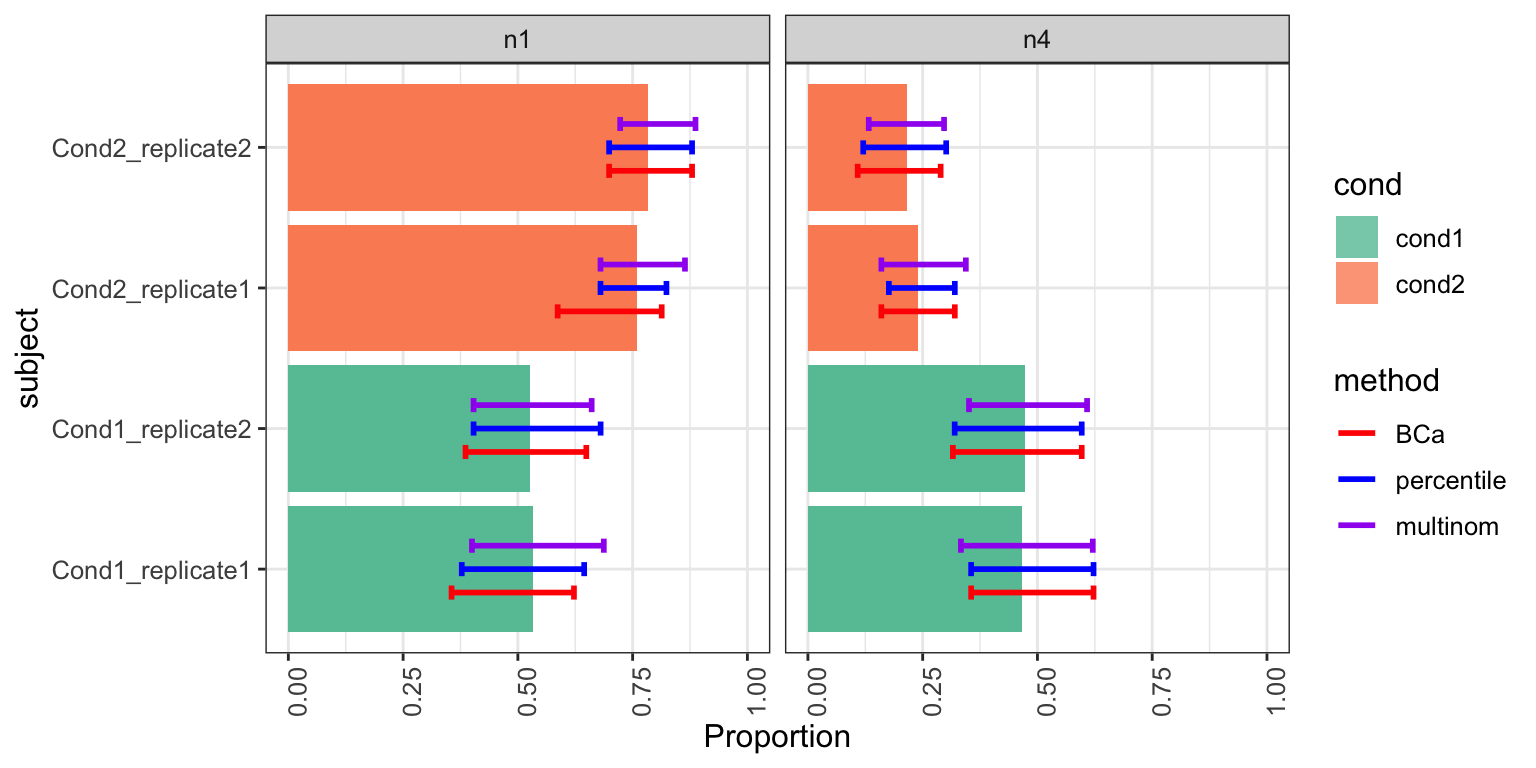 n1
n4
Cond2_replicate2
Cond2_replicate1
Cond1_replicate2
Cond1_replicate1
subject
0.00
0.25
0.50
0.75
1.00
0.00
0.25
0.50
0.75
1.00
Proportion
cond
cond1
cond2
method
BCa
percentile
multinom